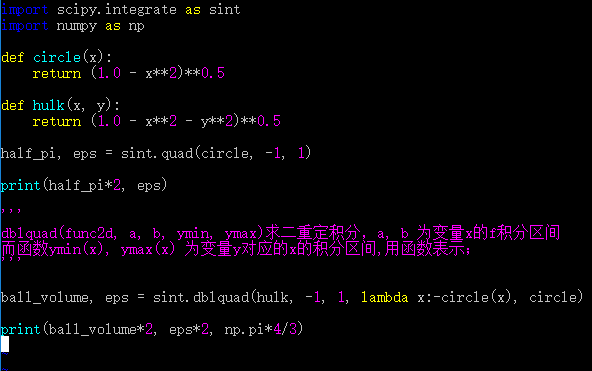 import scipy.integrate as sint
import numpy as np
def circle(x):
return (1.0 - x**2)**0.5
def hulk(x, y):
return (1.0 - x**2 - y**2)**0.5
half_pi, eps = sint.quad(circle, -1, 1)
print(half_pi*2, eps)
'''
dblquad(func2d, a, b, ymin, ymax)求二重定积分, a, b 为变量x的f积分区间
而函数ymin(x), ymax(x) 为变量y对应的x的积分区间,用函数表示;
'''
ball_volume, eps = sint.dblquad(hulk, -1, 1, lambda x:-circle(x), circle)
print(ball_volume*2, eps*2, np.pi*4/3)